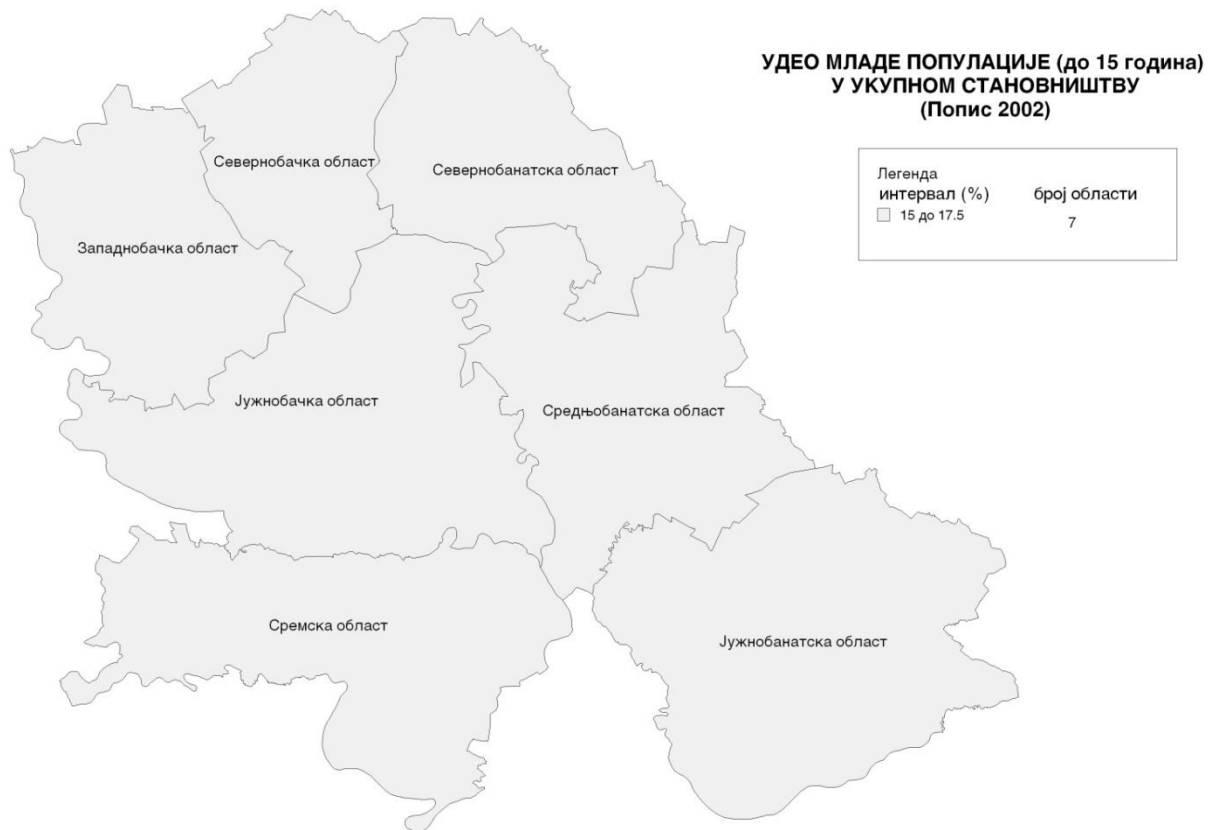 УДЕО МЛАДЕ ПОПУЛАЦИЈЕ (до 15 година)
У УКУПНОМ СТАНОВНИШТВУ
(Попис 2002)
Легенда
интервал (%) број области
15 до 17.5 7
Севернобачка област
Севернобанатска област
Западнобачка област
Јужнобачка област
Средњобанатска област
Сремска област
Јужнобанатска област